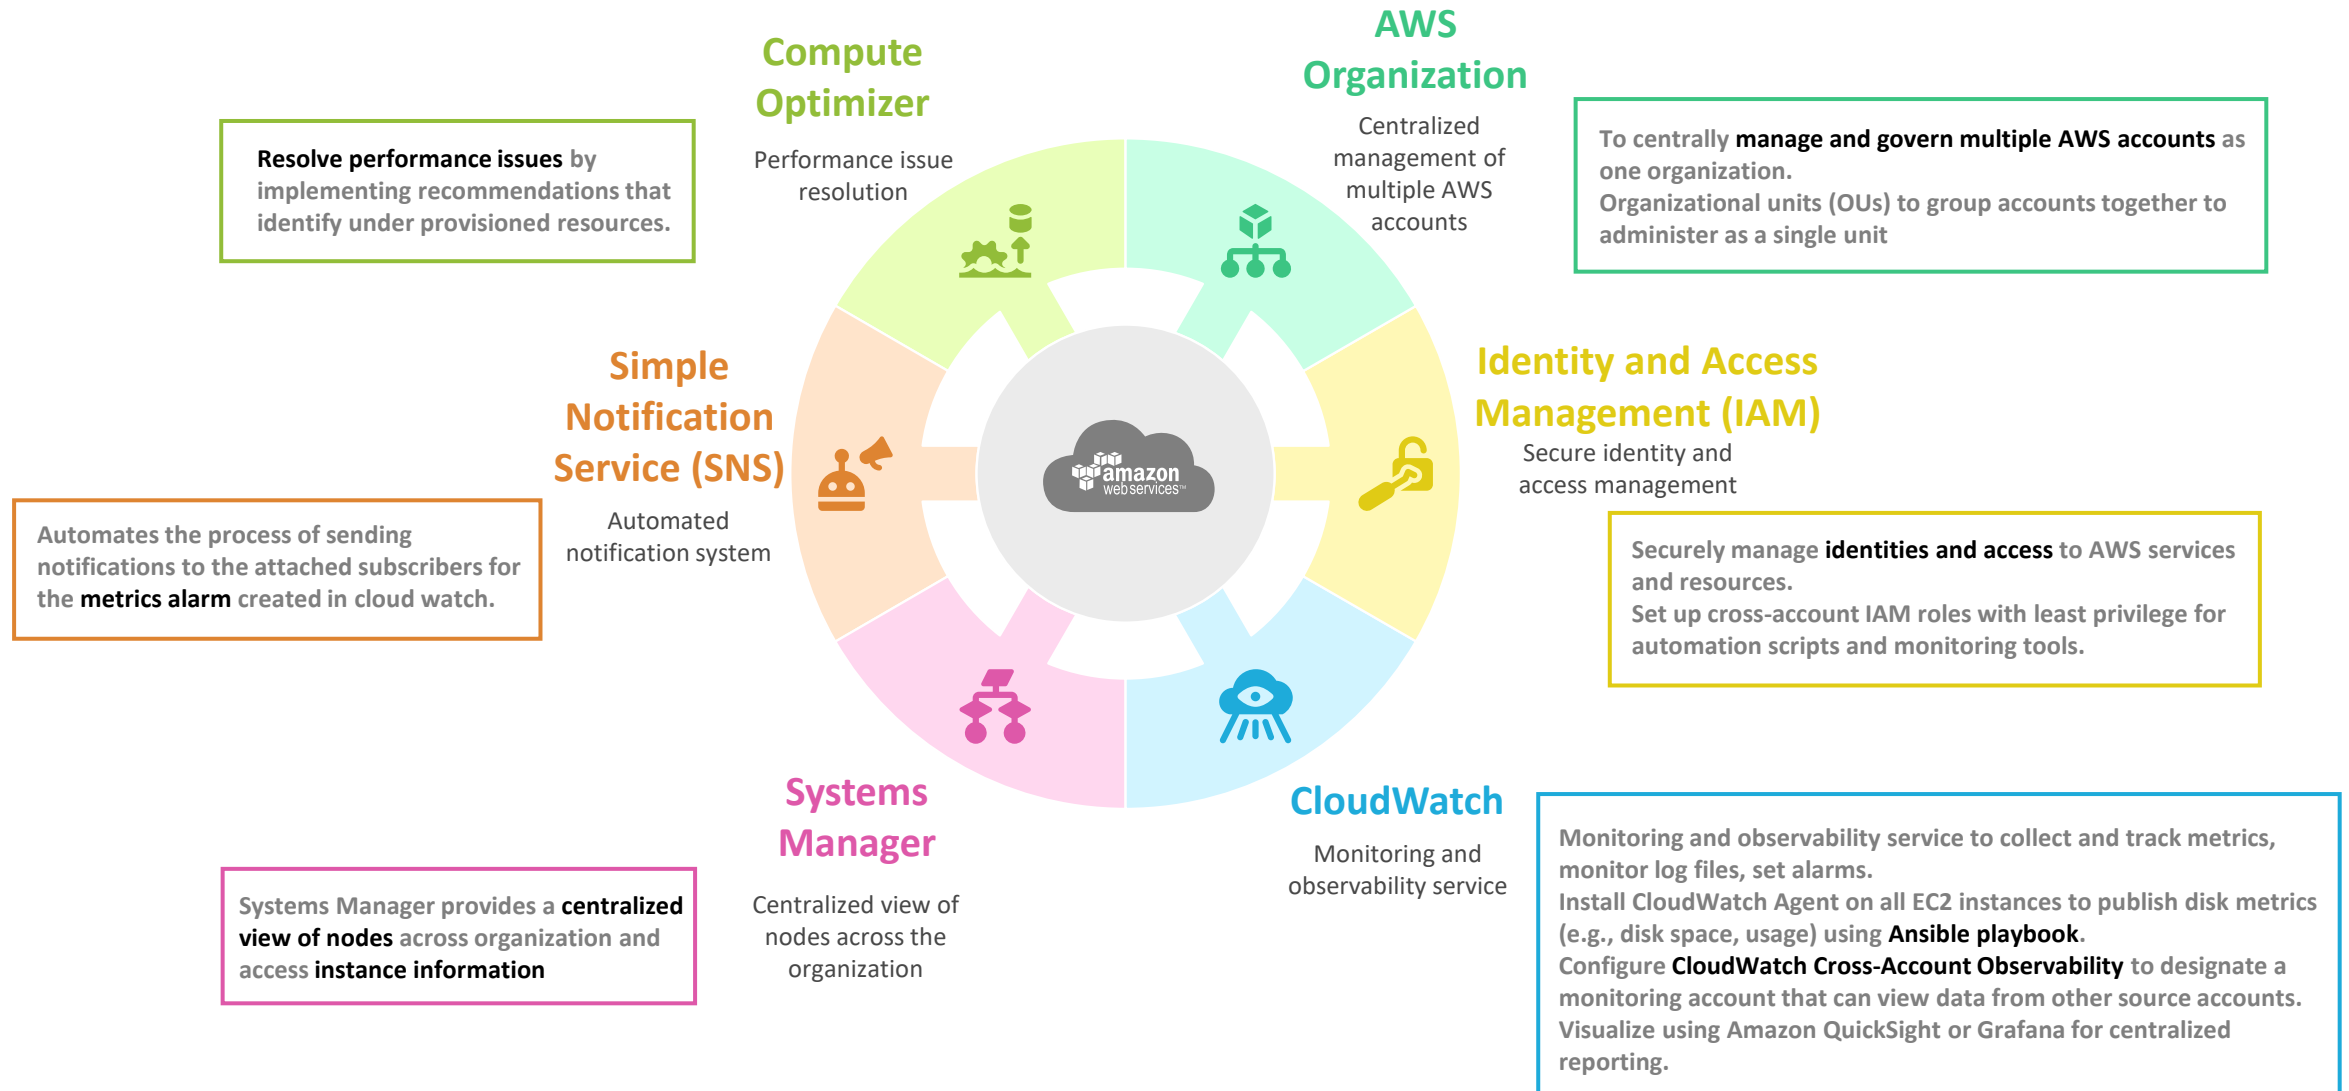 Compute
Optimizer
Performance issue
resolution
Resolve performance issues by
implementing recommendations that
identify under provisioned resources.
AWS
Organization
Centralized
management of
multiple AWS
accounts
To centrally manage and govern multiple AWS accounts as
one organization.
Organizational units (OUs) to group accounts together to
administer as a single unit
Simple
Notification
Service (SNS)
Automated
notification system
Automates the process of sending
notifications to the attached subscribers for
the metrics alarm created in cloud watch.
amazon
webservices™
Identity and Access
Management (IAM)
Secure identity and
access management
Securely manage identities and access to AWS services
and resources.
Set up cross-account IAM roles with least privilege for
automation scripts and monitoring tools.
Systems
Manager
Centralized view of
nodes across the
organization
Systems Manager provides a centralized
view of nodes across organization and
access instance information
CloudWatch
Monitoring and
observability service
Monitoring and observability service to collect and track metrics,
monitor log files, set alarms.
Install CloudWatch Agent on all EC2 instances to publish disk metrics
(e.g., disk space, usage) using Ansible playbook.
Configure CloudWatch Cross-Account Observability to designate a
monitoring account that can view data from other source accounts.
Visualize using Amazon QuickSight or Grafana for centralized
reporting.